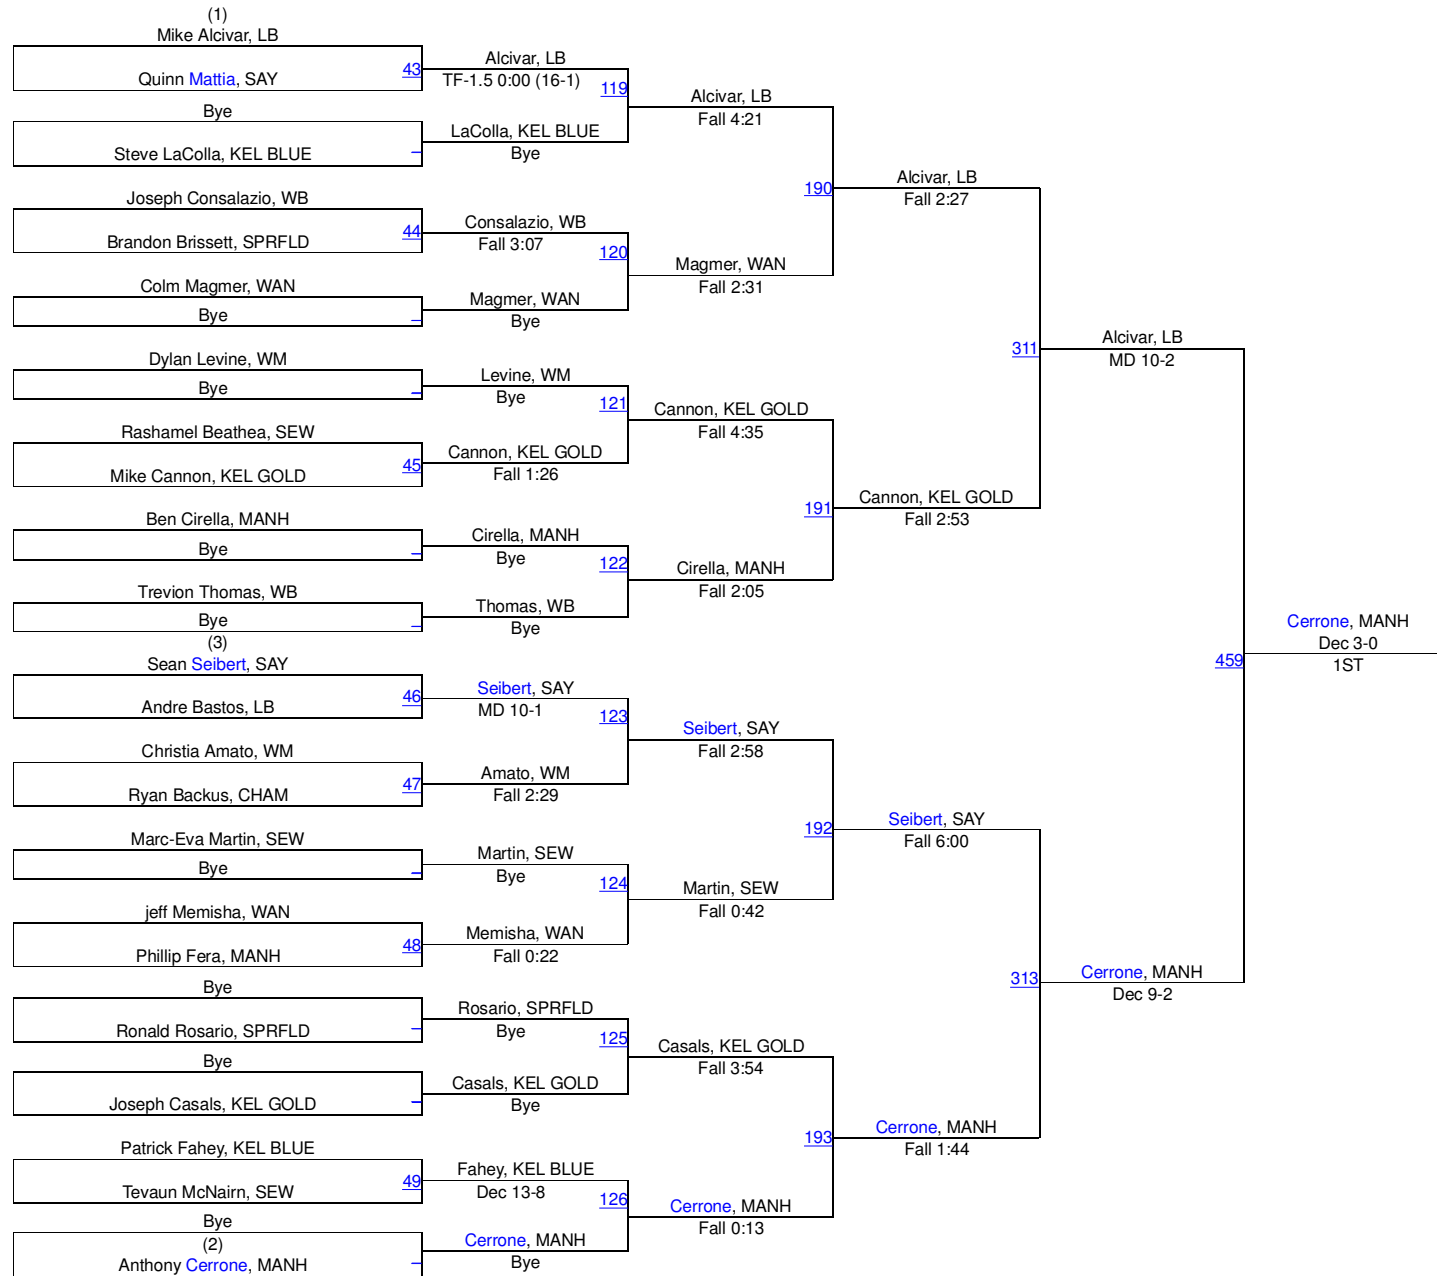 (1)
Mike Alcivar, LB
Quinn Mattia, SAY
43
Bye
Steve LaColla, KEL BLUE
Joseph Consalazio, WB
Brandon Brissett, SPRFLD
44
Colm Magmer, WAN
Bye
Dylan Levine, WM
Bye
Rashamel Beathea, SEW
Mike Cannon, KEL GOLD
45
Ben Cirella, MANH
Bye
Trevion Thomas, WB
Bye
(3)
Sean Seibert, SAY
Andre Bastos, LB
46
Christia Amato, WM
Ryan Backus, CHAM
47
Marc-Eva Martin, SEW
Bye
jeff Memisha, WAN
Phillip Fera, MANH
48
Bye
Ronald Rosario, SPRFLD
Bye
Joseph Casals, KEL GOLD
Patrick Fahey, KEL BLUE
Tevaun McNairn, SEW
49
Bye
(2)
Anthony Cerrone, MANH
Alcivar, LB
TF-1.5 0:00 (16-1)
119
LaColla, KEL BLUE
Bye
Consalazio, WB
Fall 3:07
120
Magmer, WAN
Bye
Levine, WM
Bye
121
Cannon, KEL GOLD
Fall 1:26
Cirella, MANH
Bye
122
Thomas, WB
Bye
Seibert, SAY
MD 10-1
123
Amato, WM
Fall 2:29
Martin, SEW
Bye
124
Memisha, WAN
Fall 0:22
Rosario, SPRFLD
Bye
125
Casals, KEL GOLD
Bye
Fahey, KEL BLUE
Dec 13-8
126
Cerrone, MANH
Bye
Alcivar, LB
Fall 4:21
190
Magmer, WAN
Fall 2:31
Cannon, KEL GOLD
Fall 4:35
191
Cirella, MANH
Fall 2:05
Seibert, SAY
Fall 2:58
192
Martin, SEW
Fall 0:42
Casals, KEL GOLD
Fall 3:54
193
Cerrone, MANH
Fall 0:13
Alcivar, LB
Fall 2:27
311
Cannon, KEL GOLD
Fall 2:53
Seibert, SAY
Fall 6:00
313
Cerrone, MANH
Fall 1:44
Alcivar, LB
MD 10-2
459
Cerrone, MANH
Dec 9-2
Cerrone, MANH
Dec 3-0
1ST